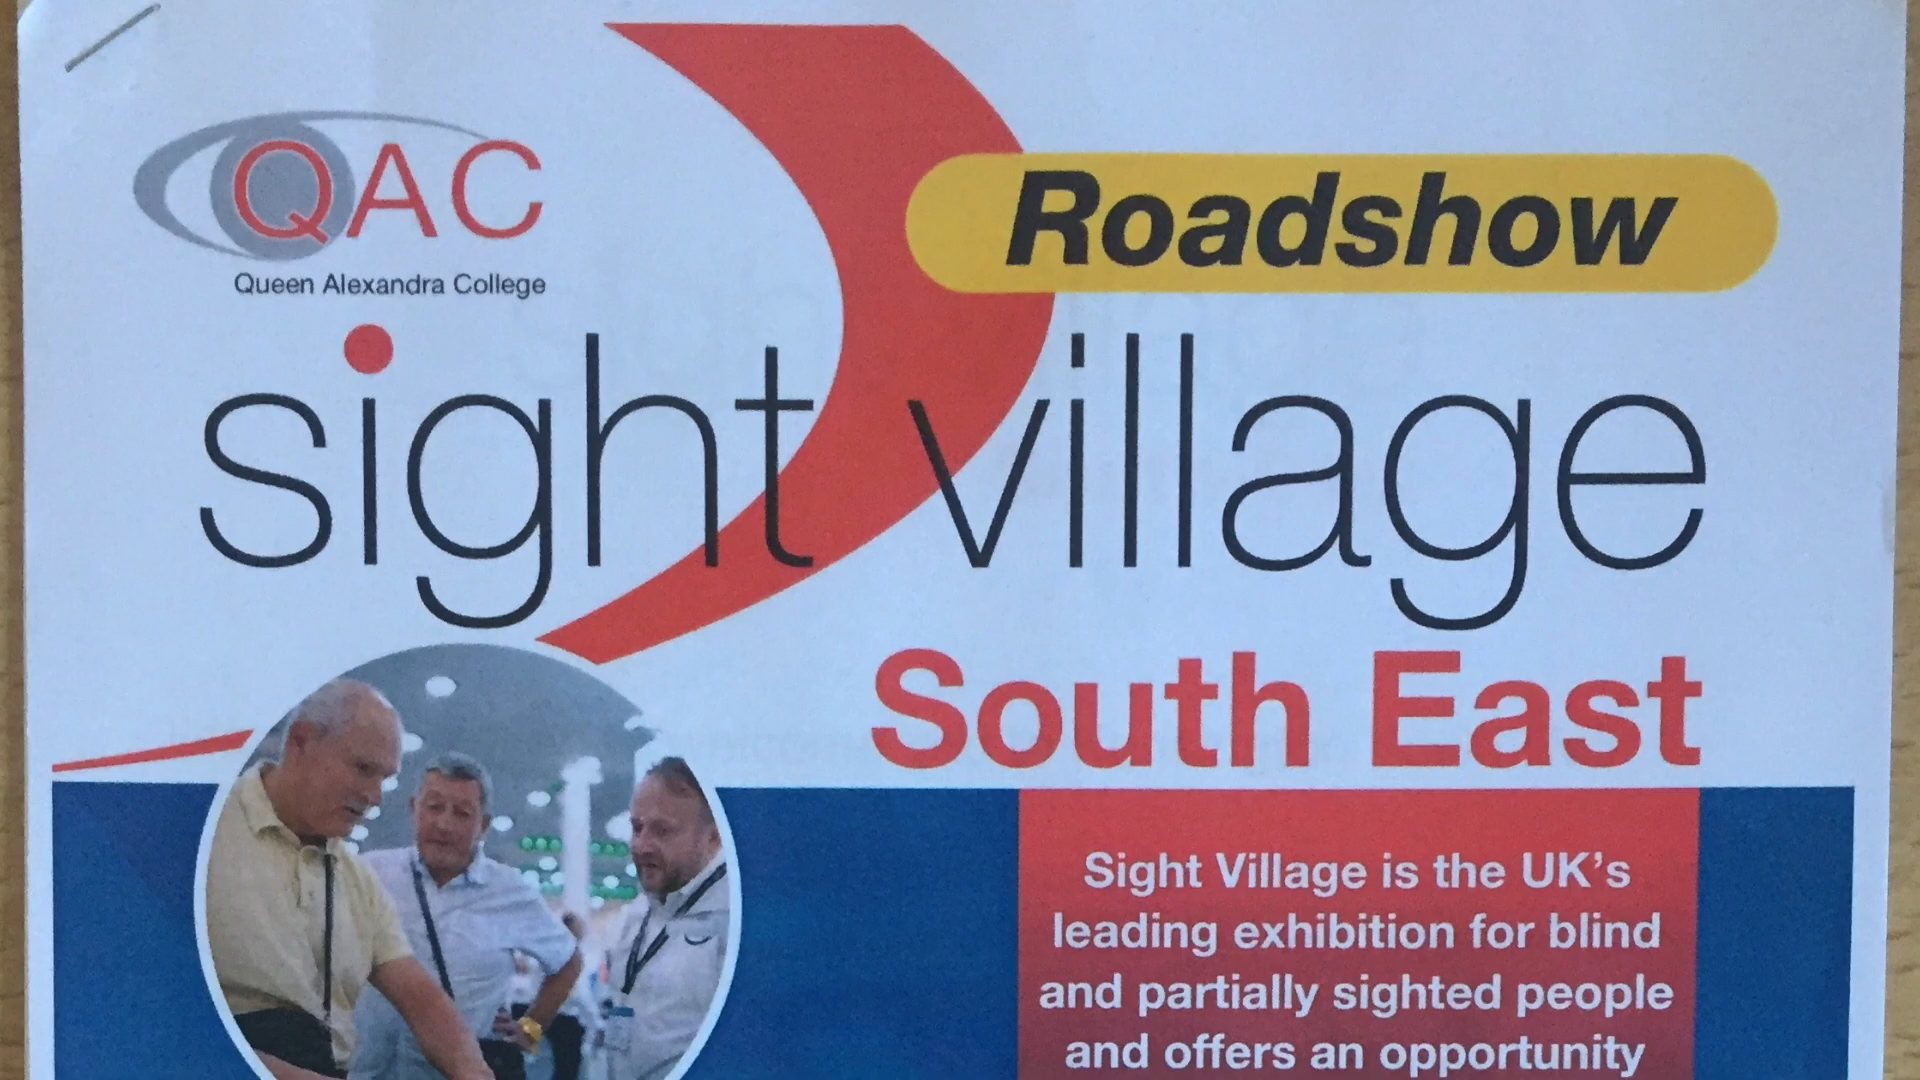 QAC
Queen Alexandra College
Roadshow
sight village
South East
Sight Village is the UK's
leading exhibition for blind
and partially sighted people
and offers an opportunity